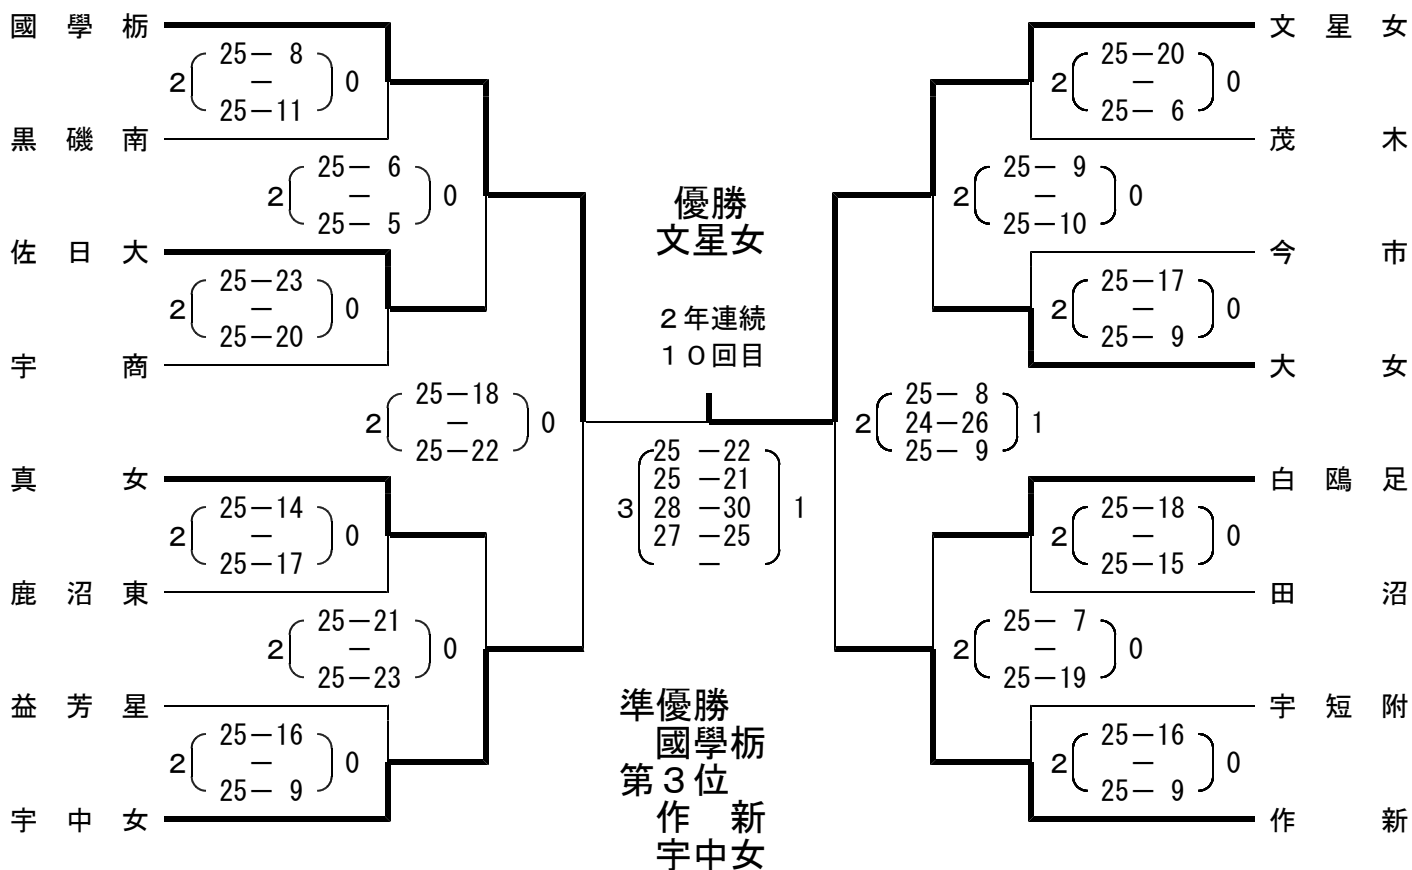 國學栃
2 25－ 8 0
－
25－11
黒磯南
2 25－ 6 0
－
25－ 5
佐日大
2 25－23 0
－
25－20
宇商
2 25－18 0
－
25－22
真女
2 25－14 0
－
25－17
鹿沼東
2 25－21 0
－
25－23
益芳星
2 25－16 0
－
25－ 9
宇中女
優勝
文星女
２年連続
１０回目
3 25 －22 1
25 －21
28 －30
27 －25
－
準優勝
國學栃
第３位
作　新
宇中女
文星女
2 25－20 0
－
25－ 6
茂木
2 25－ 9 0
－
25－10
今市
2 25－17 0
－
25－ 9
大女
2 25－ 8 1
24－26
25－ 9
白鴎足
2 25－18 0
－
25－15
田沼
2 25－ 7 0
－
25－19
宇短附
2 25－16 0
－
25－ 9
作新